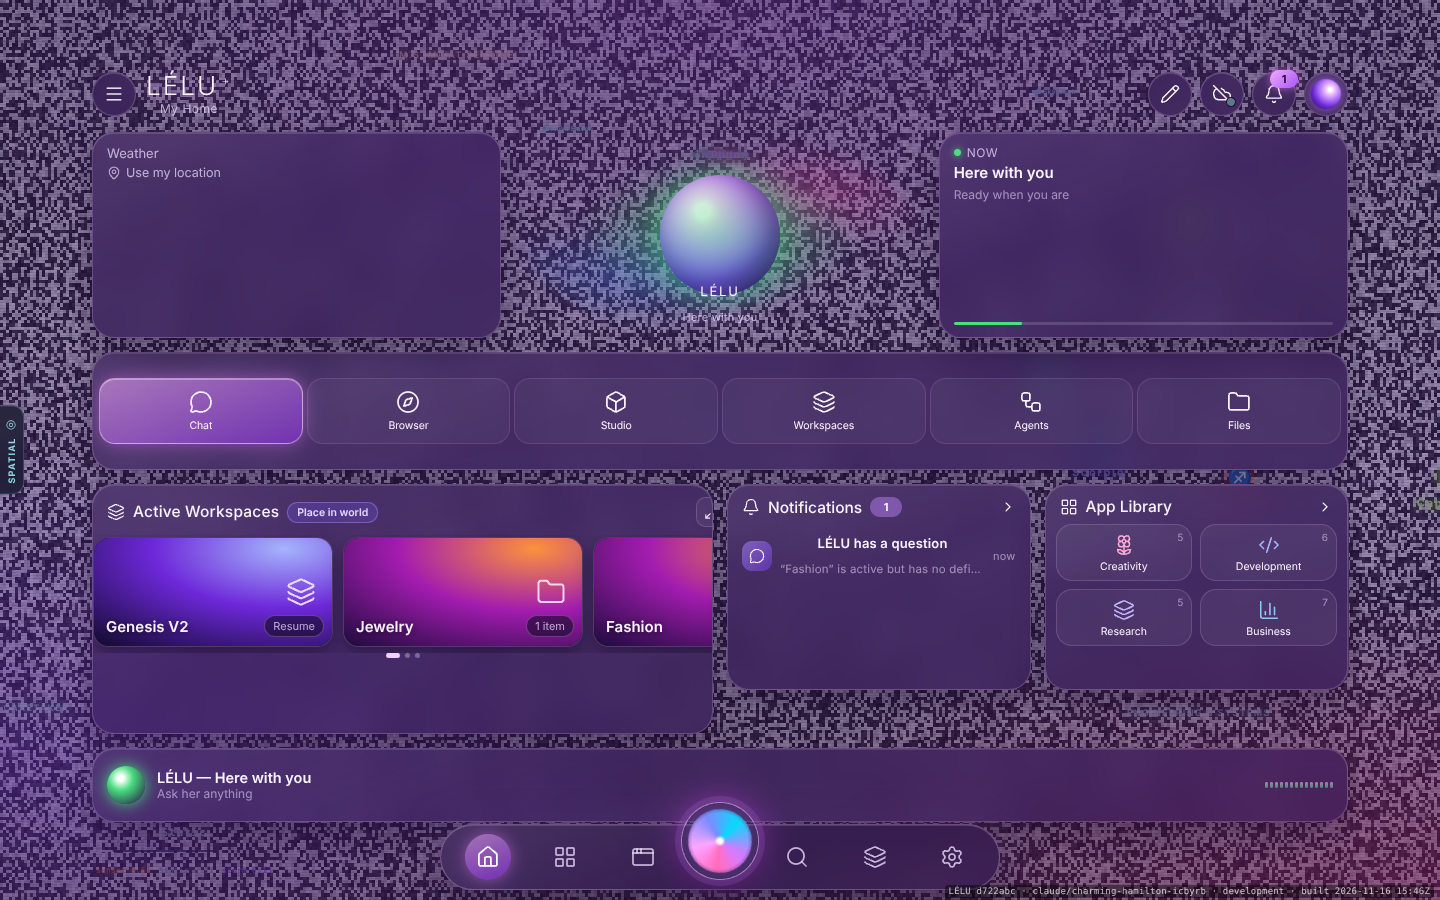 LÉLU
My Home
1
Weather
Use my location
LÉLU
Here with you
NOW
Here with you
Ready when you are
Chat
Browser
Studio
Workspaces
Agents
Files
SPATIAL
Active Workspaces
Place in world
Genesis V2
Resume
Jewelry
1 item
Fashion
Notifications
1
LÉLU has a question
now
“Fashion” is active but has no defi...
App Library
5
Creativity
6
Development
5
Research
7
Business
LÉLU — Here with you
Ask her anything
LÉLU d722abc · claude/charming-hamilton-icbyrb · development · built 2026-11-16 15:46Z